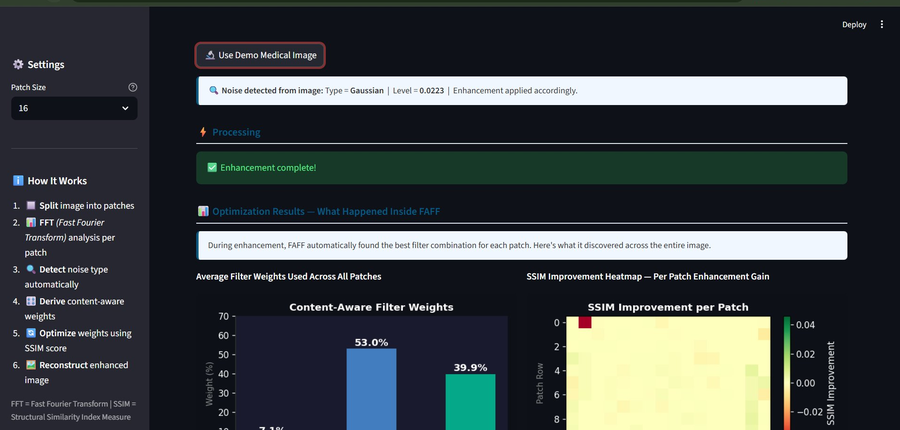 Deploy
⚙️ Settings
Patch Size
16
ℹ️ How It Works
1. Split image into patches
2. FFT (Fast Fourier
Transform) analysis per
patch
3. Detect noise type
automatically
4. Derive content-aware
weights
5. Optimize weights using
SSIM score
6. Reconstruct enhanced
image
FFT = Fast Fourier Transform | SSIM =
Structural Similarity Index Measure
🔬 Use Demo Medical Image
🔍 Noise detected from image: Type = Gaussian | Level = 0.0223 | Enhancement applied accordingly.
⚡ Processing
✅ Enhancement complete!
📊 Optimization Results — What Happened Inside FAFF
During enhancement, FAFF automatically found the best filter combination for each patch. Here's what it discovered across the entire image.
Average Filter Weights Used Across All Patches
Content-Aware Filter Weights
Weight (%)
70
60
50
40
30
20
53.0%
39.9%
SSIM Improvement Heatmap — Per Patch Enhancement Gain
SSIM Improvement per Patch
Patch Row
0
2
4
6
8
0.04
0.02
0.00
−0.02
SSIM Improvement